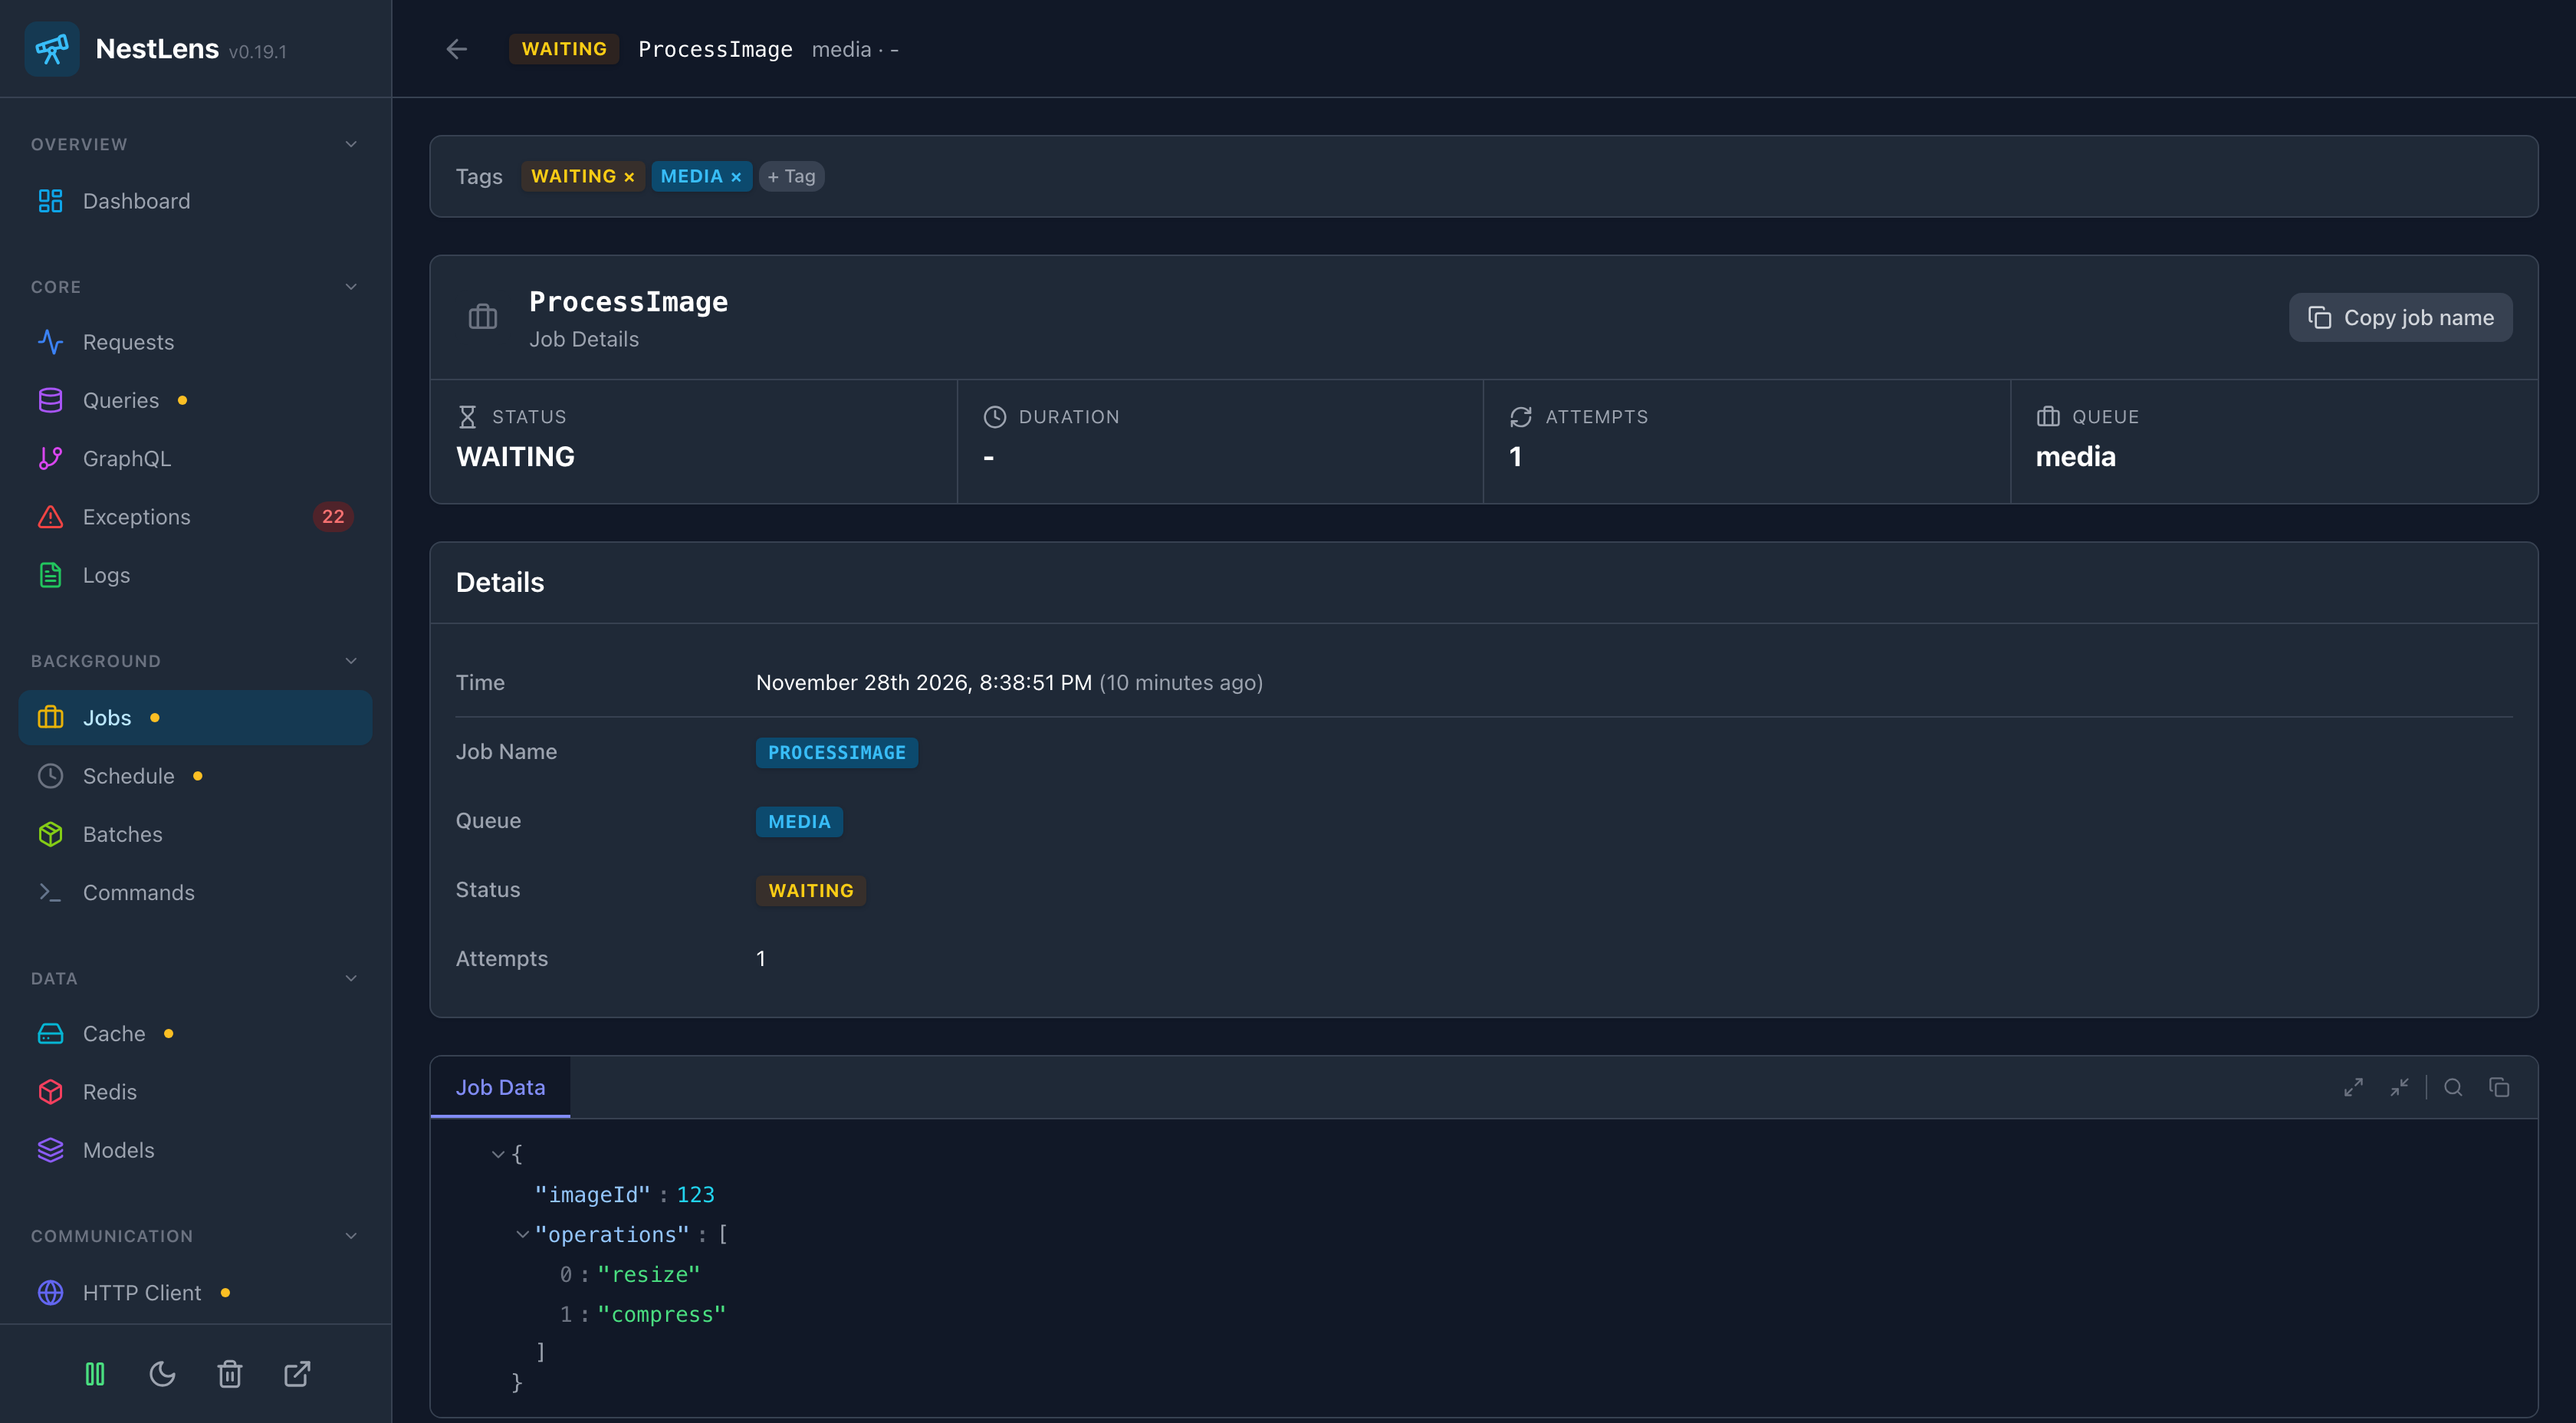 NestLens v0.19.1
OVERVIEW
Dashboard
CORE
Requests
Queries
GraphQL
Exceptions 22
Logs
BACKGROUND
Jobs
Schedule
Batches
Commands
DATA
Cache
Redis
Models
COMMUNICATION
HTTP Client
WAITING ProcessImage media · -
Tags WAITING × MEDIA × + Tag
ProcessImage
Job Details
Copy job name
STATUS
WAITING
DURATION
-
ATTEMPTS
1
QUEUE
media
Details
Time November 28th 2026, 8:38:51 PM (10 minutes ago)
Job Name PROCESSIMAGE
Queue MEDIA
Status WAITING
Attempts 1
Job Data
{
"imageId" : 123
"operations" : [
0 : "resize"
1 : "compress"
]
}